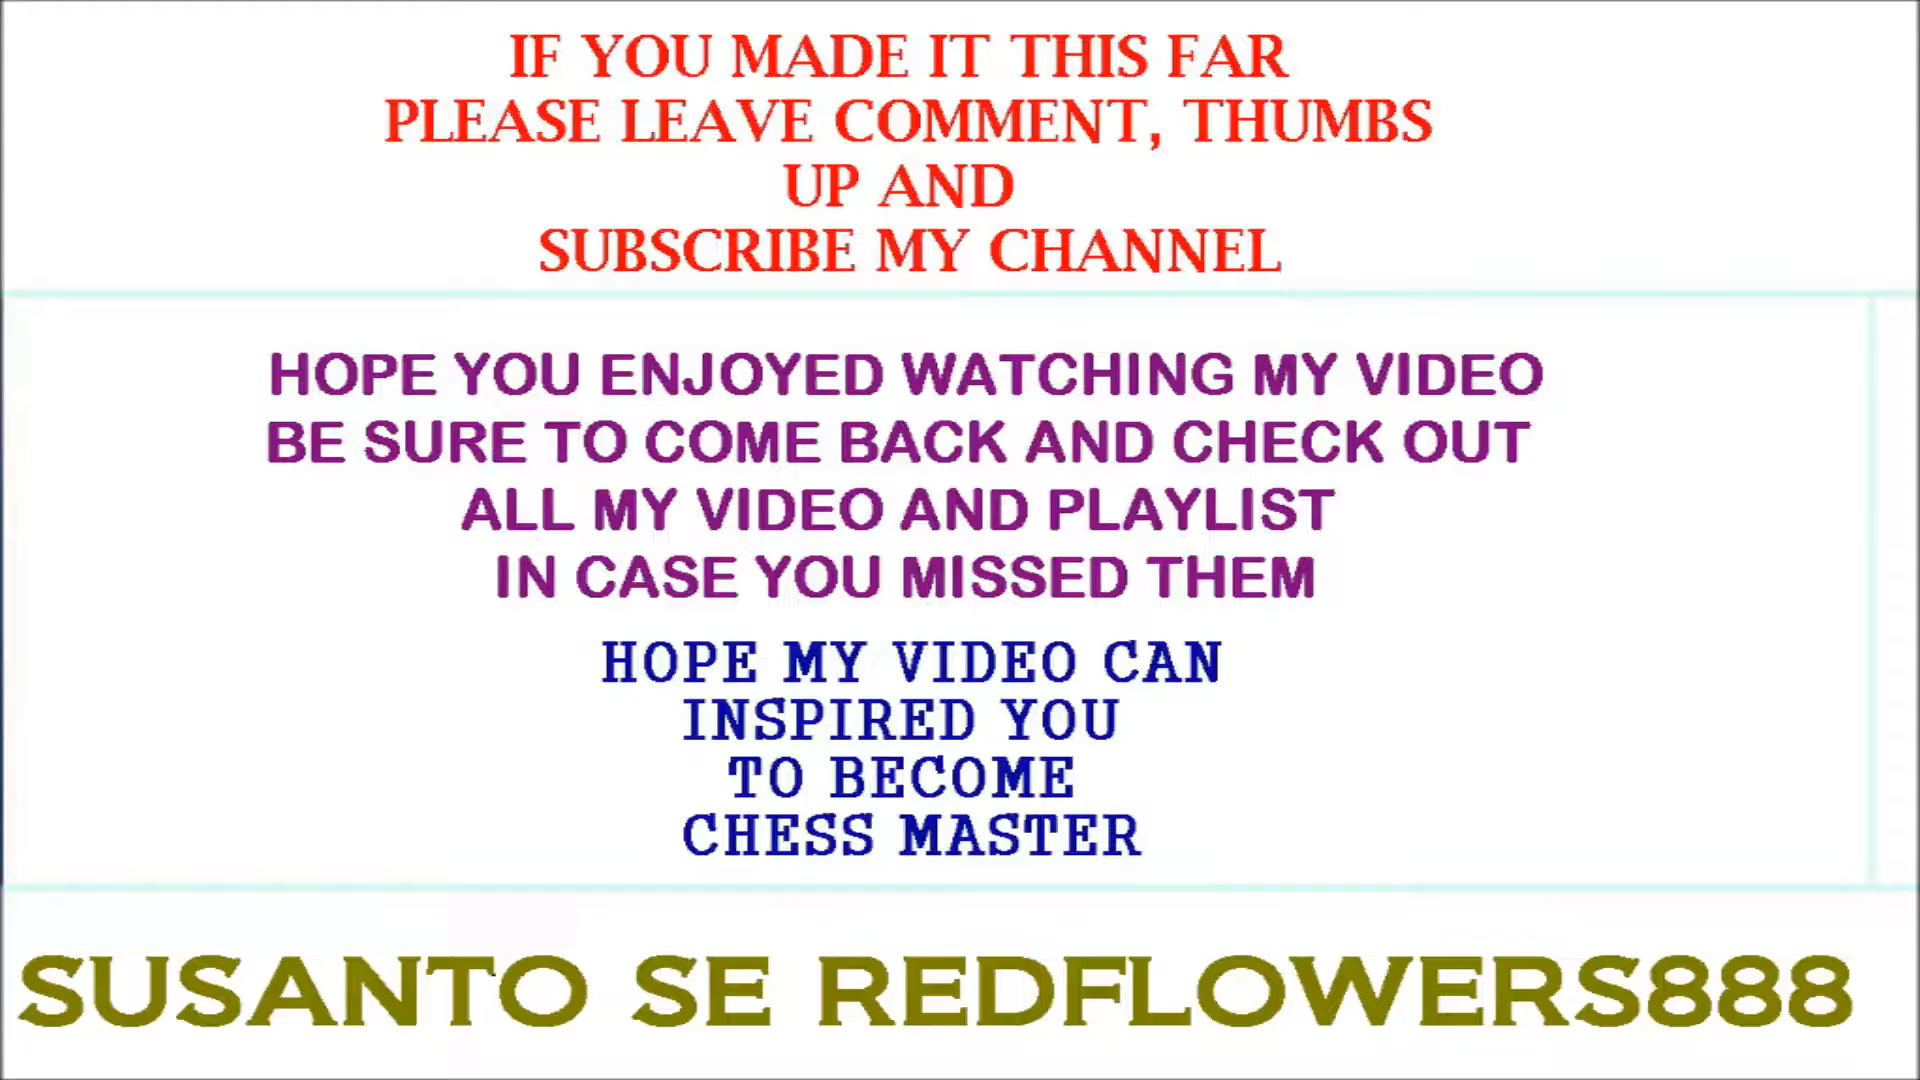 IF YOU MADE IT THIS FAR
PLEASE LEAVE COMMENT, THUMBS
UP AND
SUBSCRIBE MY CHANNEL
HOPE YOU ENJOYED WATCHING MY VIDEO
BE SURE TO COME BACK AND CHECK OUT
ALL MY VIDEO AND PLAYLIST
IN CASE YOU MISSED THEM
HOPE MY VIDEO CAN
INSPIRED YOU
TO BECOME
CHESS MASTER
SUSANTO SE REDFLOWERS888